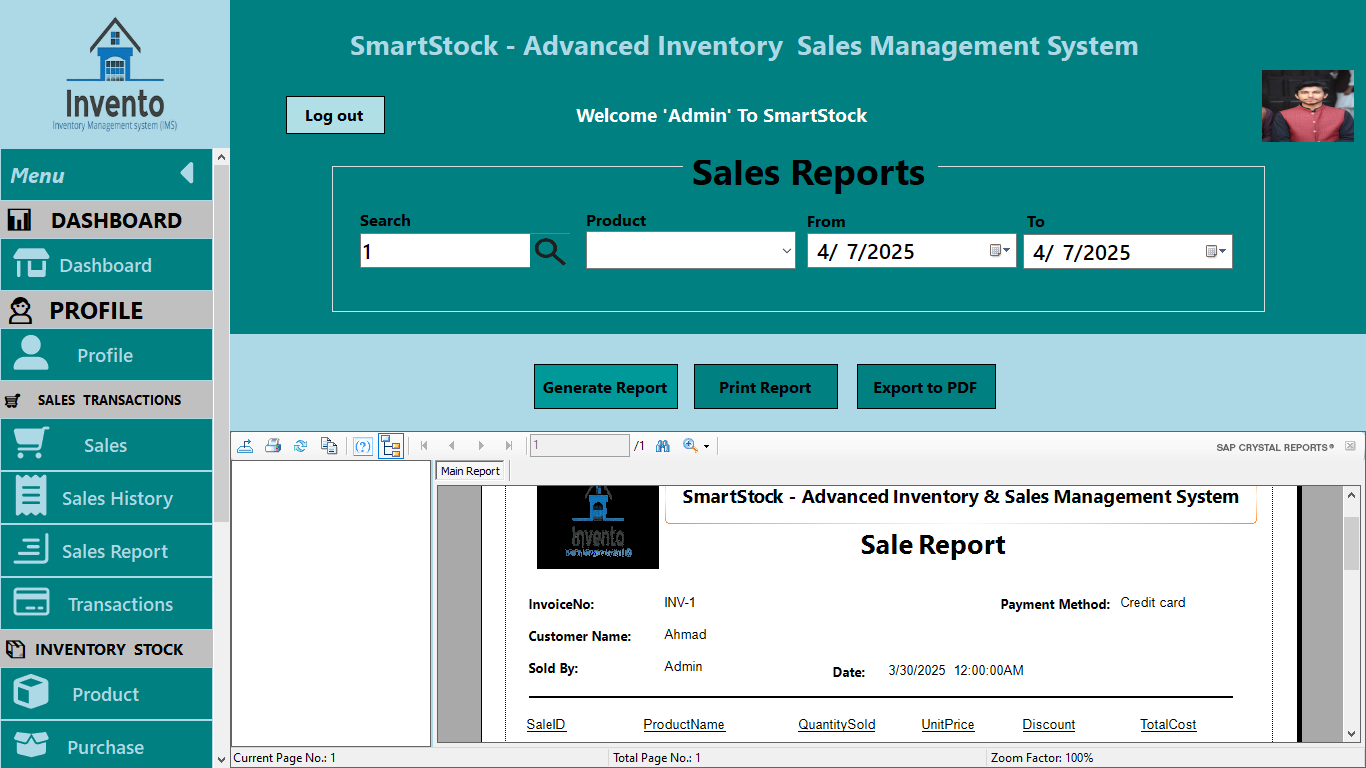 Invento
Inventory Management system (IMS)
Menu
DASHBOARD
Dashboard
PROFILE
Profile
SALES TRANSACTIONS
Sales
Sales History
Sales Report
Transactions
INVENTORY STOCK
Product
Purchase
SmartStock - Advanced Inventory  Sales Management System
Log out
Welcome 'Admin' To SmartStock
Sales Reports
Search
Product
From
To
1
4/ 7/2025
4/ 7/2025
Generate Report
Print Report
Export to PDF
1
/1
SAP CRYSTAL REPORTS®
Main Report
Invento
SmartStock - Advanced Inventory & Sales Management System
Sale Report
InvoiceNo: INV-1
Payment Method: Credit card
Customer Name: Ahmad
Sold By: Admin
Date: 3/30/2025 12:00:00AM
SaleID ProductName QuantitySold UnitPrice Discount TotalCost
Current Page No.: 1
Total Page No.: 1
Zoom Factor: 100%